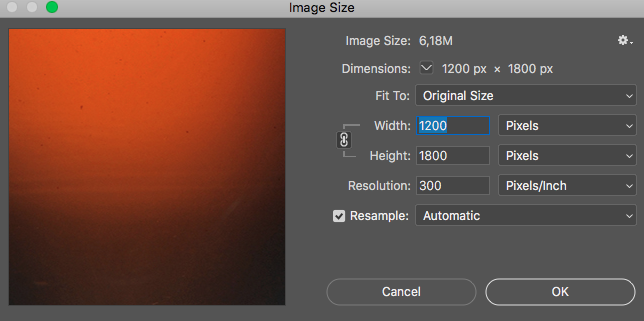 Image Size
Image Size: 6,18M
Dimensions: 1200 px × 1800 px
Fit To: Original Size
Width: 1200 Pixels
Height: 1800 Pixels
Resolution: 300 Pixels/Inch
Resample: Automatic
Cancel OK